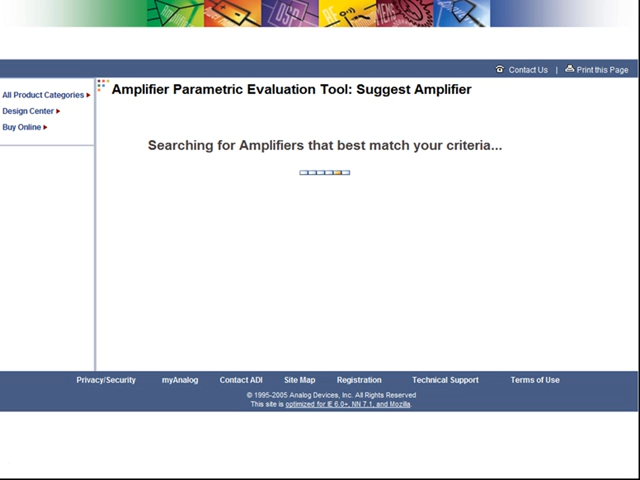 DSP
RF
MEMS
Contact Us | Print this Page
Amplifier Parametric Evaluation Tool: Suggest Amplifier
All Product Categories
Design Center
Buy Online
Searching for Amplifiers that best match your criteria...
Privacy/Security myAnalog Contact ADI Site Map Registration Technical Support Terms of Use
© 1995-2005 Analog Devices, Inc. All Rights Reserved
This site is optimized for IE 6.0+, NN 7.1, and Mozilla.